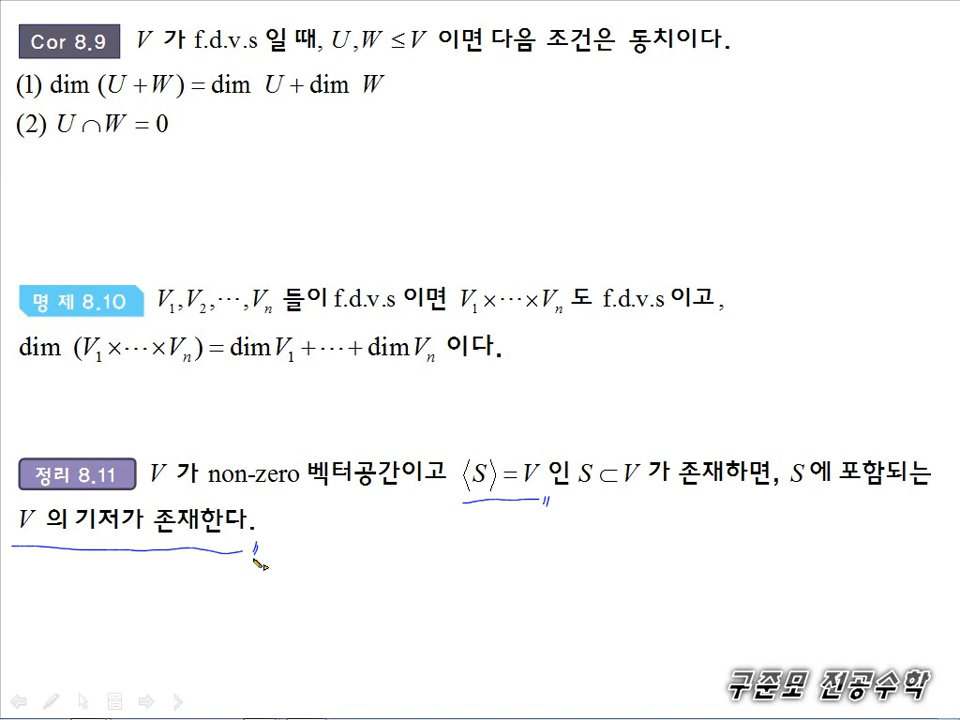 Cor 8.9 V 가 f.d.v.s 일 때, U,W ≤V 이면 다음 조건은 동치이다.
(1) dim (U +W) = dim U + dim W
(2) U ∩W = 0
명 제 8.10 V₁,V₂,⋯,Vₙ 들이 f.d.v.s 이면 V₁×⋯×Vₙ 도 f.d.v.s 이고,
dim (V₁×⋯×Vₙ) = dim V₁ +⋯+ dim Vₙ 이다.
정리 8.11 V 가 non-zero 벡터공간이고 ⟨S⟩ = V 인 S ⊂ V 가 존재하면, S 에 포함되는
V 의 기저가 존재한다.
구준모 전공수학